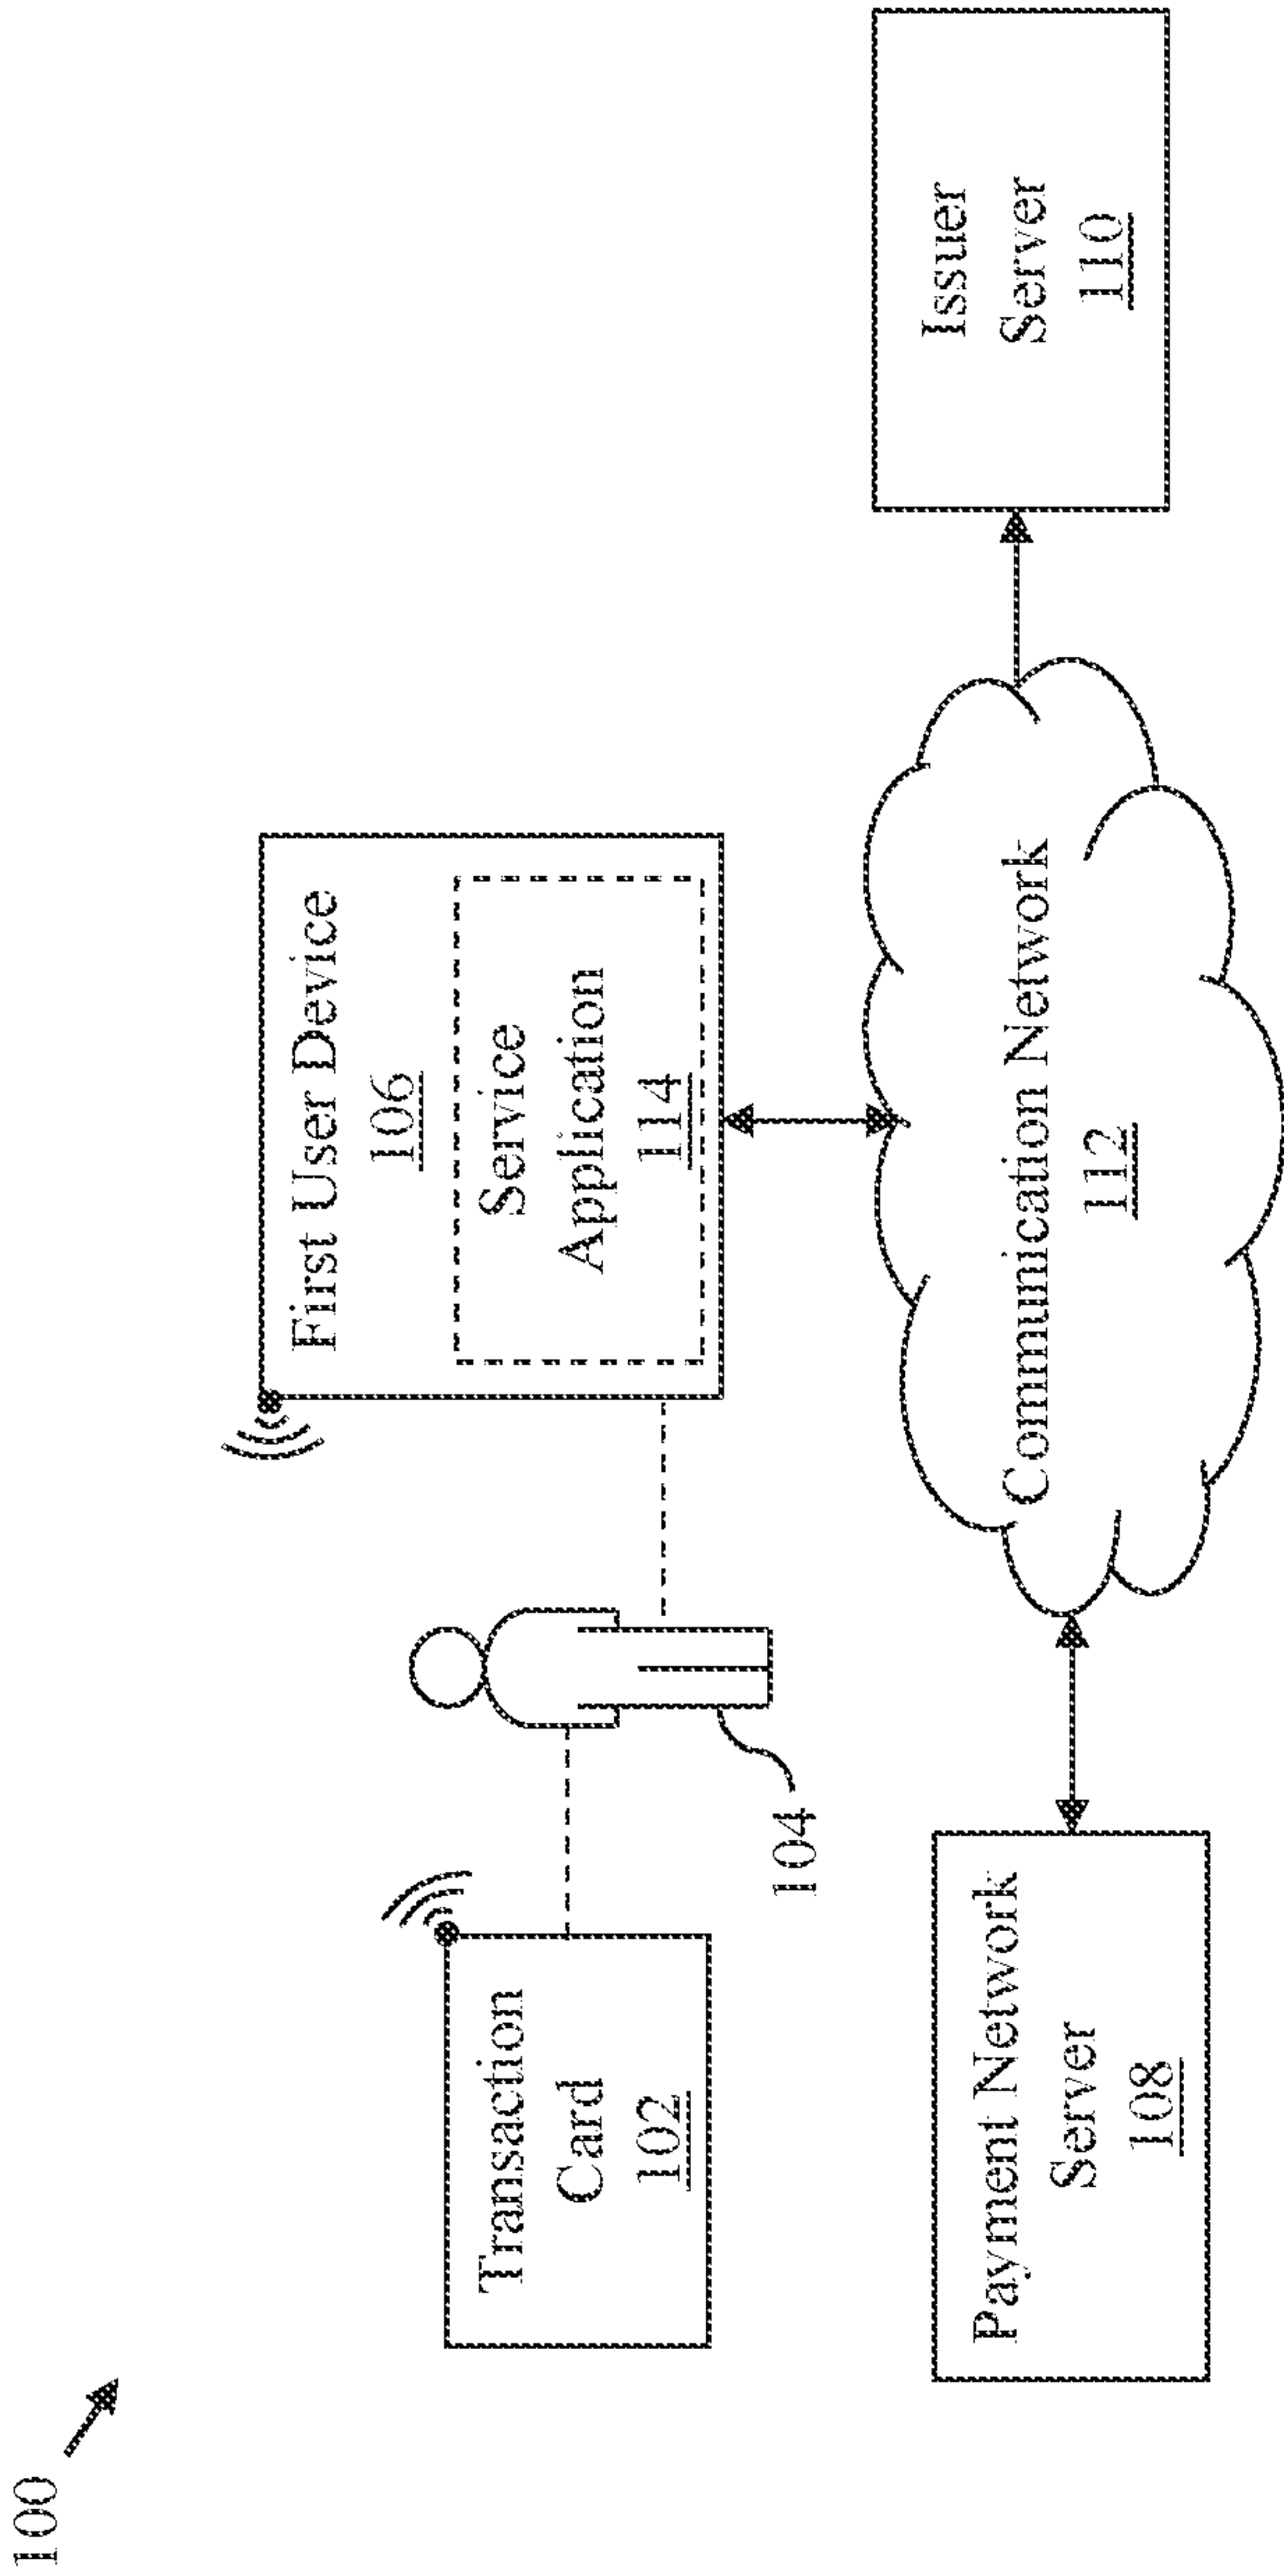 100
Transaction
Card
102
104
First User Device
106
Service
Application
114
Payment Network
Server
108
Communication Network
112
Issuer
Server
110